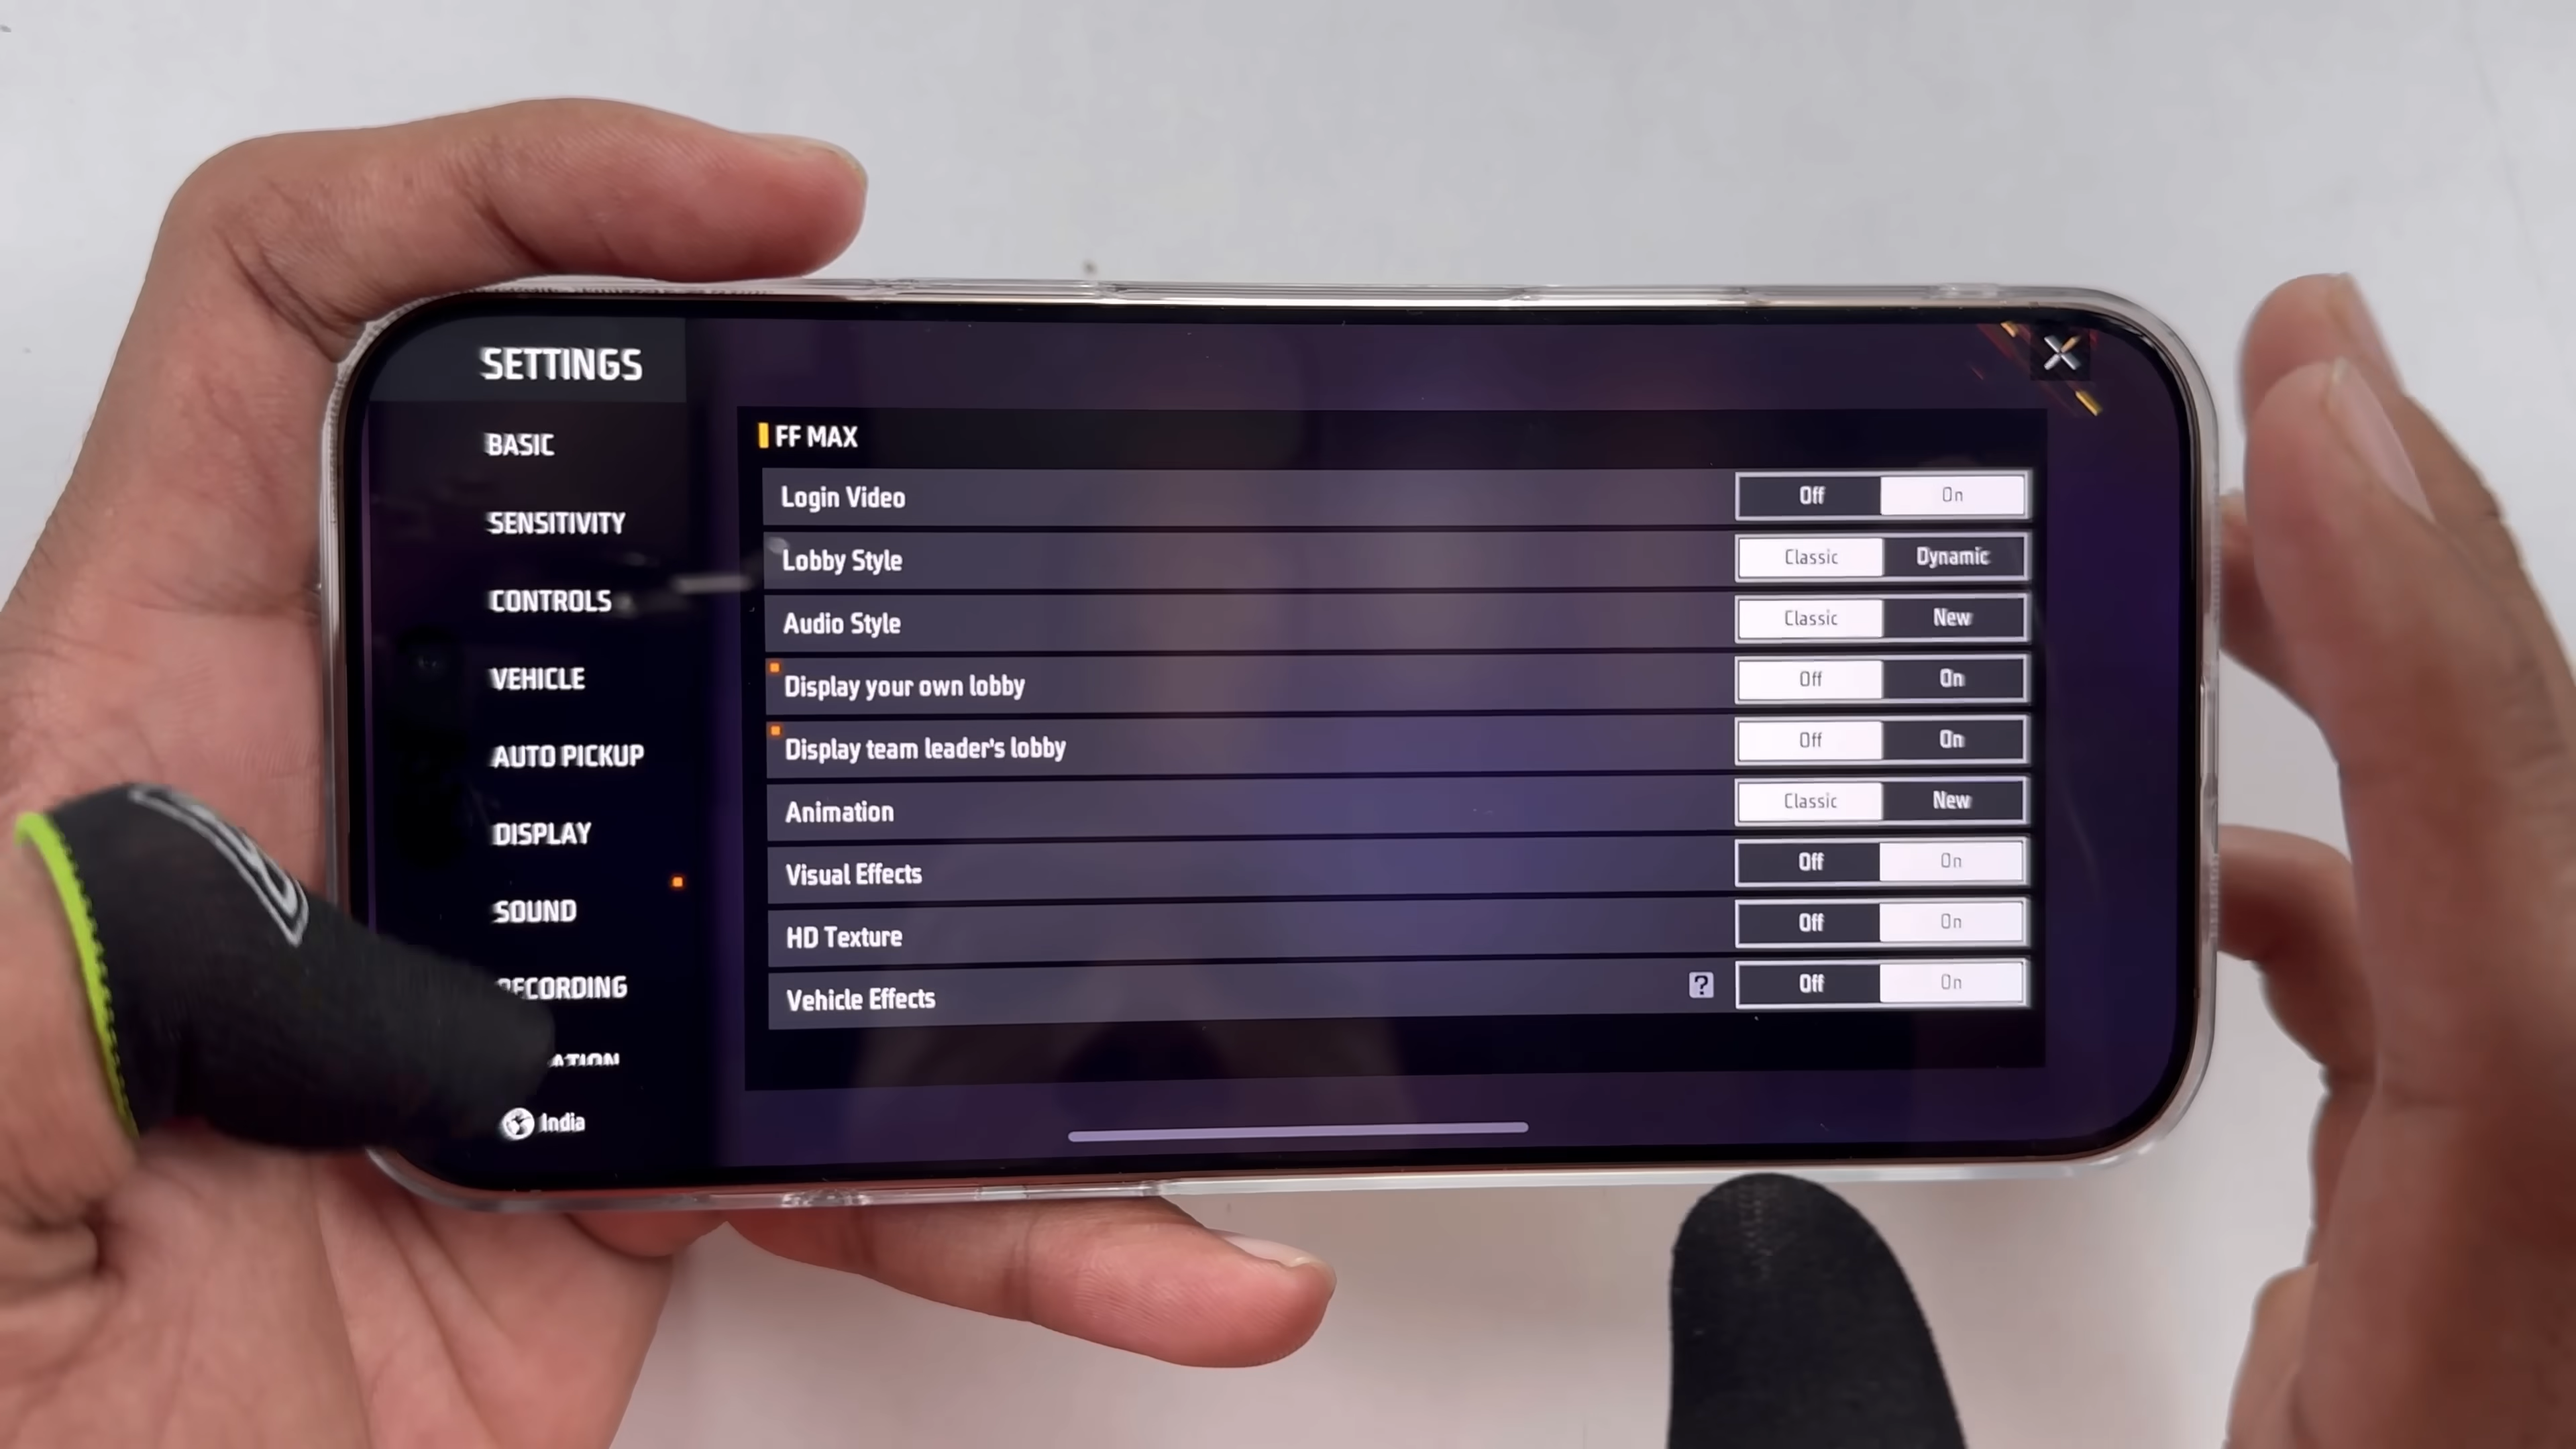 SETTINGS
BASIC
SENSITIVITY
CONTROLS
VEHICLE
AUTO PICKUP
DISPLAY
SOUND
RECORDING
India
FF MAX
Login Video Off On
Lobby Style Classic Dynamic
Audio Style Classic New
Display your own lobby Off On
Display team leader's lobby Off On
Animation Classic New
Visual Effects Off On
HD Texture Off On
Vehicle Effects ? Off On